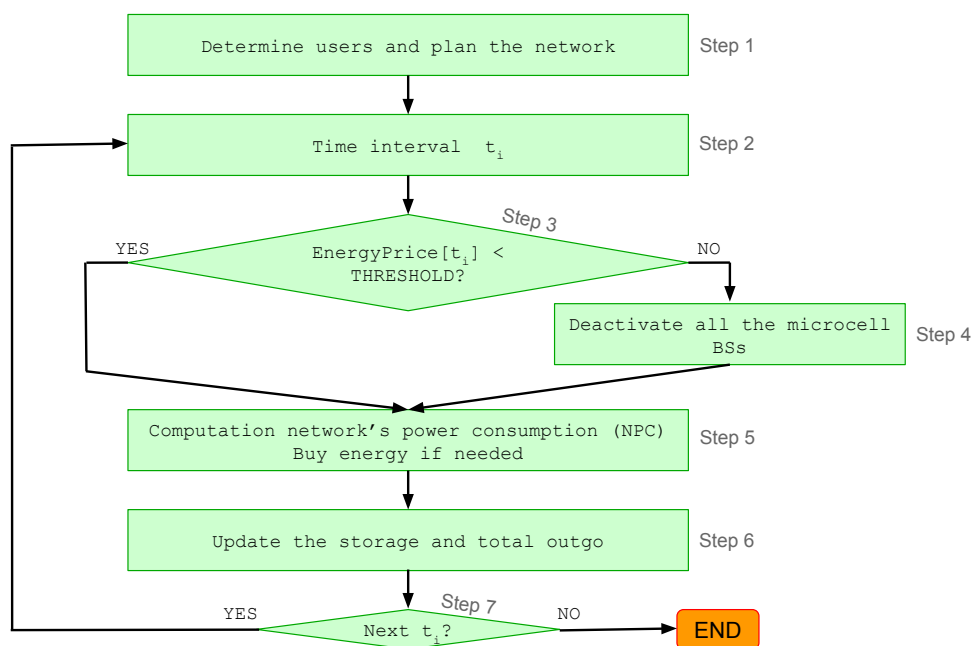 Determine users and plan the network
Step 1
Time interval t_i
Step 2
Step 3
YES
EnergyPrice[t_i] <
THRESHOLD?
NO
Deactivate all the microcell
BSs
Step 4
Computation network's power consumption (NPC)
Buy energy if needed
Step 5
Update the storage and total outgo
Step 6
Step 7
YES
Next t_i?
NO
END